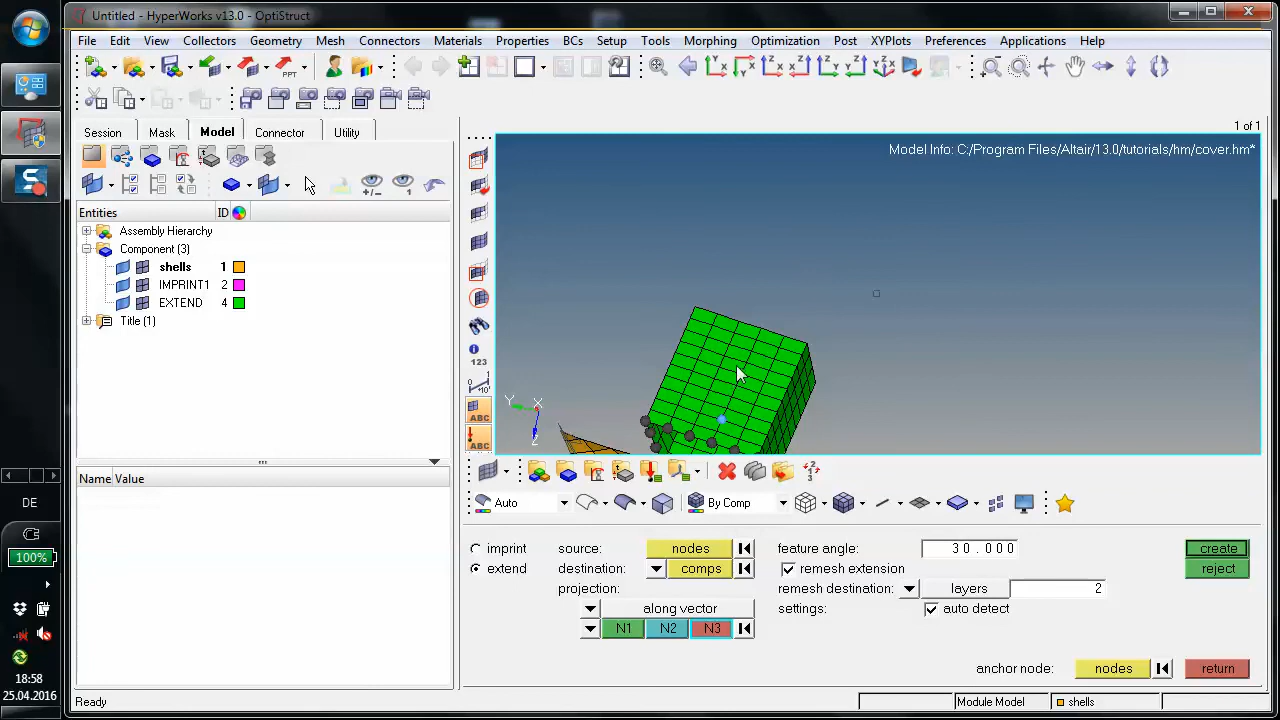 Untitled - HyperWorks v13.0 - OptiStruct
File Edit View Collectors Geometry Mesh Connectors Materials Properties BCs Setup Tools Morphing Optimization Post XYPlots Preferences Applications Help
Session Mask Model Connector Utility
1 of 1
Model Info: C:/Program Files/Altair/13.0/tutorials/hm/cover.hm*
Entities ID
Assembly Hierarchy
Component (3)
shells 1
IMPRINT1 2
EXTEND 4
Title (1)
123
ABC
ABC
Y X
Z
Name Value
Auto By Comp
imprint source: nodes feature angle: 30.000 create
extend destination: comps remesh extension reject
projection: remesh destination: layers 2
along vector settings: auto detect
N1 N2 N3
anchor node: nodes return
Ready Module Model shells
DE
100%
18:58
25.04.2016